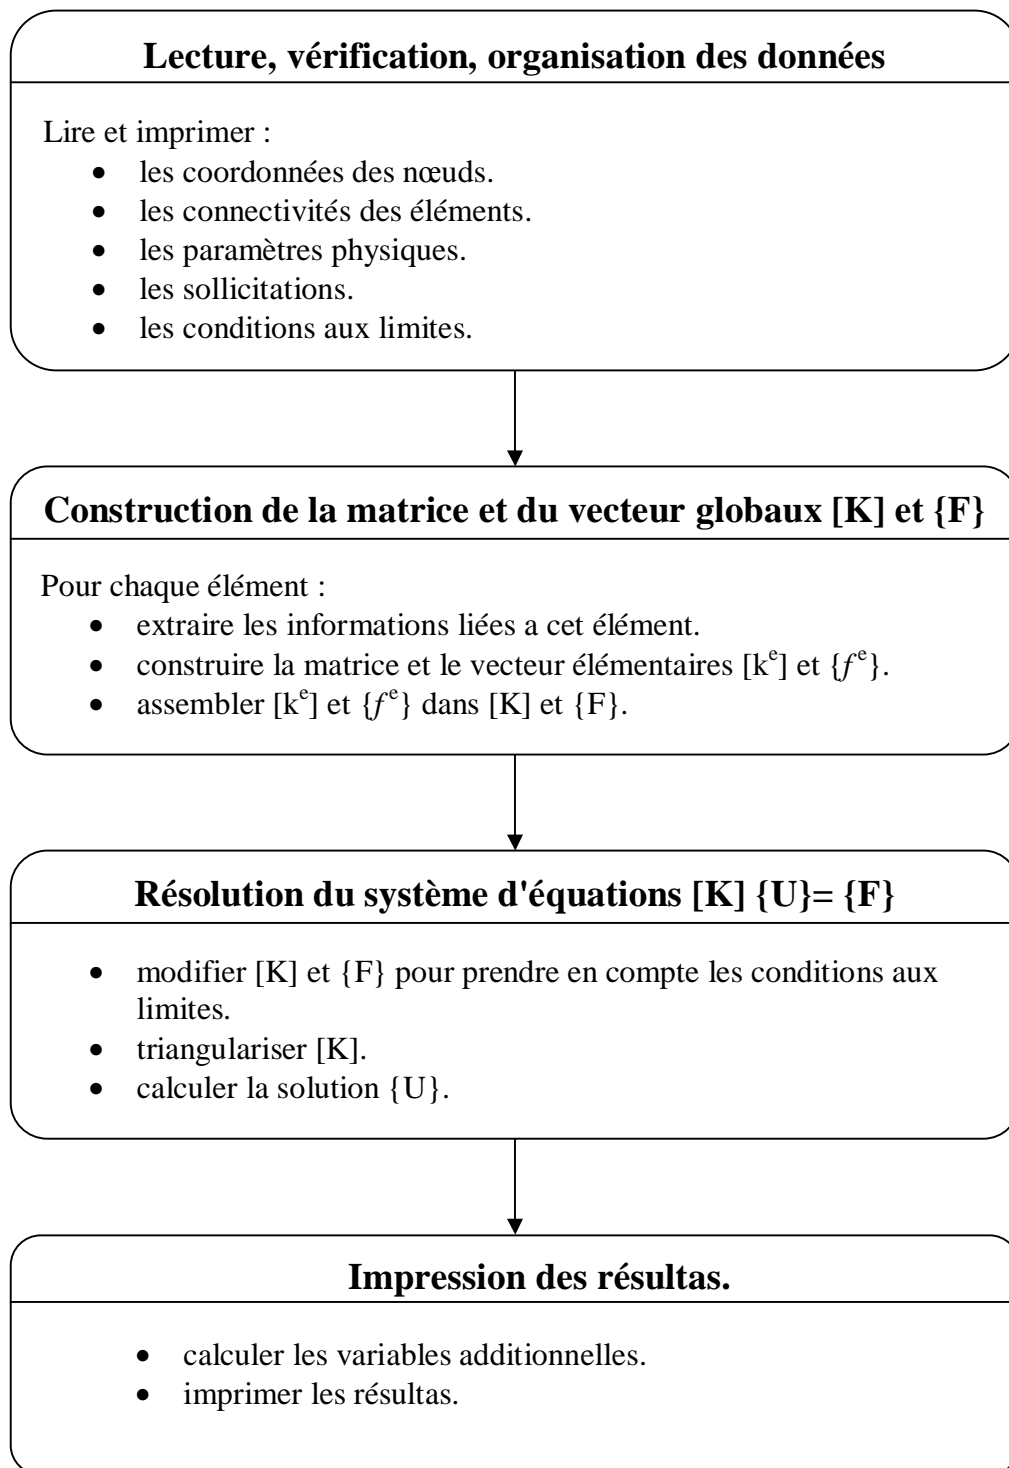 Lecture, vérification, organisation des données
Lire et imprimer :
• les coordonnées des nœuds.
• les connectivités des éléments.
• les paramètres physiques.
• les sollicitations.
• les conditions aux limites.
Construction de la matrice et du vecteur globaux [K] et {F}
Pour chaque élément :
• extraire les informations liées a cet élément.
• construire la matrice et le vecteur élémentaires [kᵉ] et {fᵉ}.
• assembler [kᵉ] et {fᵉ} dans [K] et {F}.
Résolution du système d'équations [K] {U}= {F}
• modifier [K] et {F} pour prendre en compte les conditions aux
limites.
• triangulariser [K].
• calculer la solution {U}.
Impression des résultas.
• calculer les variables additionnelles.
• imprimer les résultas.